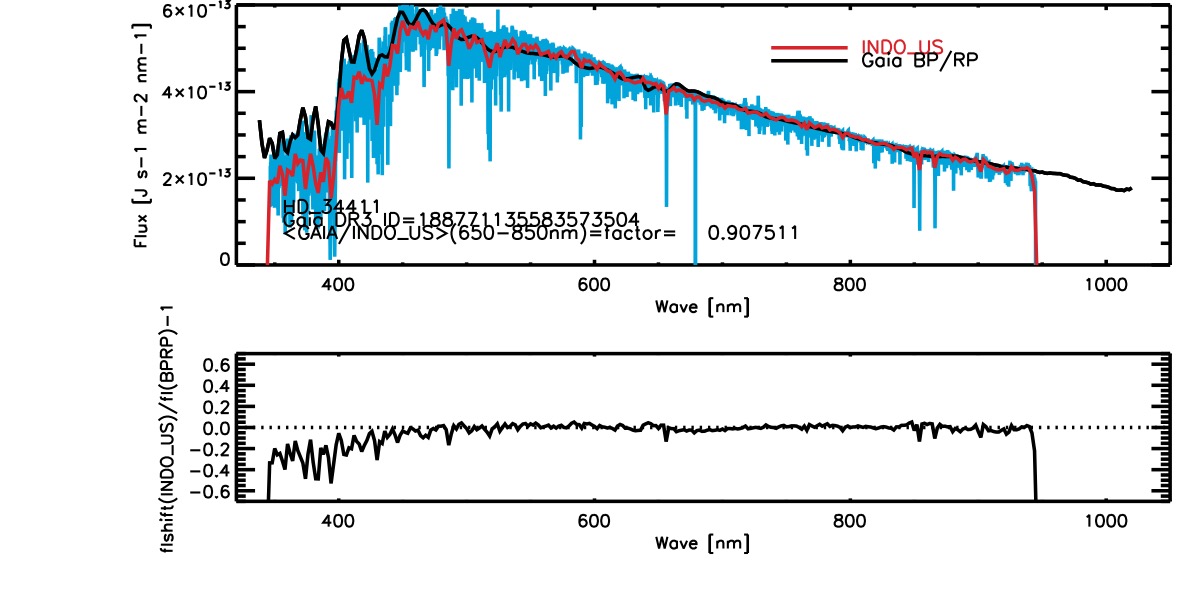 6×10−13
4×10−13
2×10−13
0
Flux [J s−1 m−2 nm−1]
INDO_US
Gaia BP/RP
HD_34411
Gaia DR3 ID=188771135583573504
<GAIA/INDO_US>(650−850nm)=factor= 0.907511
400 600 800 1000
Wave [nm]
flshift(INDO_US)/fl(BPRP)−1
0.6
0.4
0.2
0.0
−0.2
−0.4
−0.6
400 600 800 1000
Wave [nm]